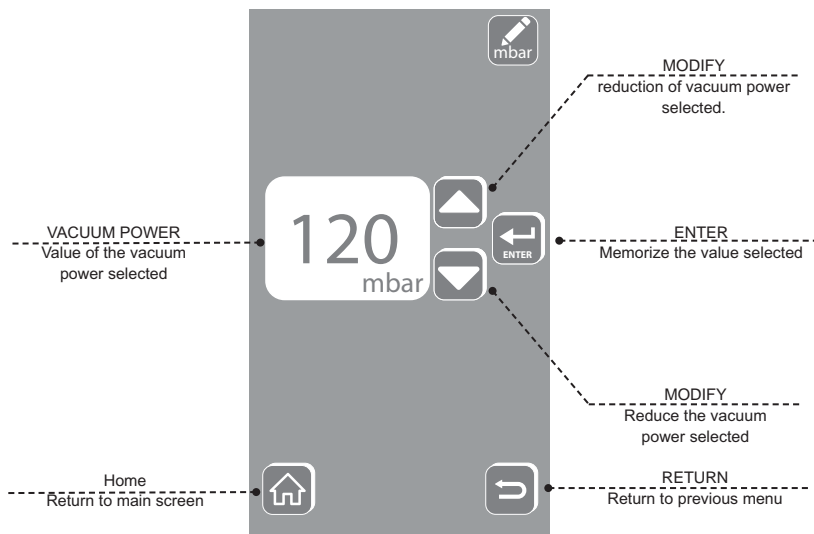 mbar
MODIFY
reduction of vacuum power
selected.
VACUUM POWER
Value of the vacuum
power selected
120
mbar
ENTER
ENTER
Memorize the value selected
MODIFY
Reduce the vacuum
power selected
Home
Return to main screen
RETURN
Return to previous menu